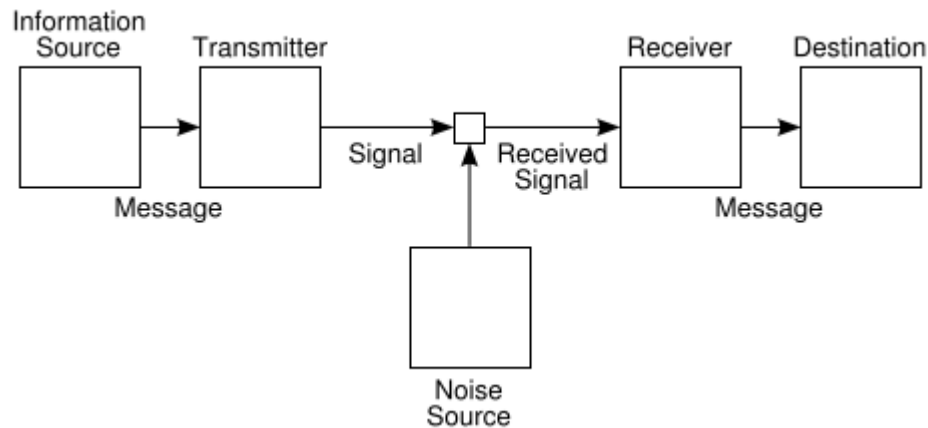 Information
Source
Transmitter
Receiver
Destination
Signal
Received
Signal
Message
Message
Noise
Source